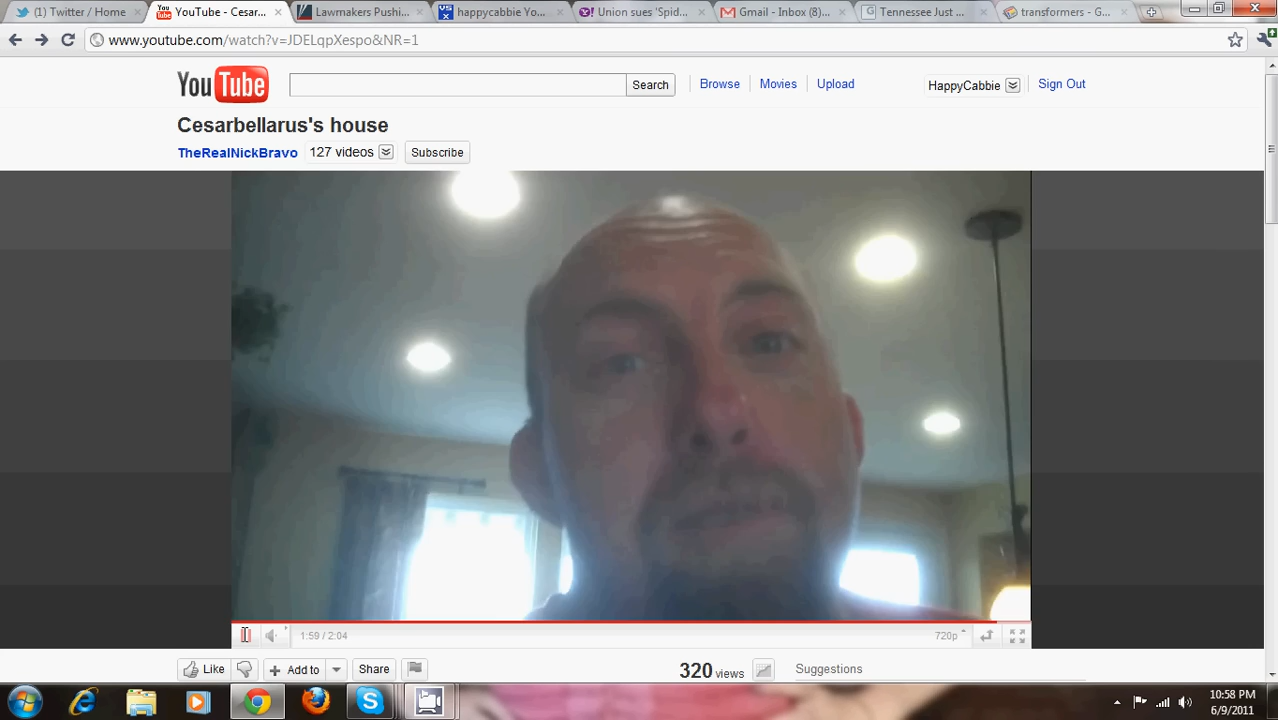 (1) Twitter / Home
YouTube - Cesar...
Lawmakers Pushi...
happycabbie Yo...
Union sues 'Spid...
Gmail - Inbox (8)...
Tennessee Just ...
transformers - G...
www.youtube.com/watch?v=JDELqpXespo&NR=1
YouTube
Search
Browse
Movies
Upload
HappyCabbie
Sign Out
Cesarbellarus's house
TheRealNickBravo 127 videos
Subscribe
1:59 / 2:04
720p
Like
Add to
Share
320 views
Suggestions
10:58 PM
6/9/2011